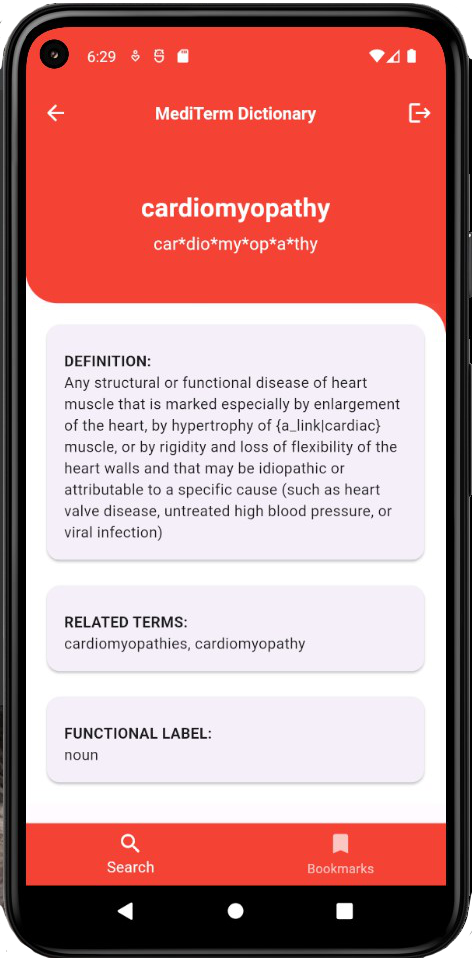 6:29
MediTerm Dictionary
cardiomyopathy
car*dio*my*op*a*thy
DEFINITION:
Any structural or functional disease of heart
muscle that is marked especially by enlargement
of the heart, by hypertrophy of {a_link|cardiac}
muscle, or by rigidity and loss of flexibility of the
heart walls and that may be idiopathic or
attributable to a specific cause (such as heart
valve disease, untreated high blood pressure, or
viral infection)
RELATED TERMS:
cardiomyopathies, cardiomyopathy
FUNCTIONAL LABEL:
noun
Search
Bookmarks